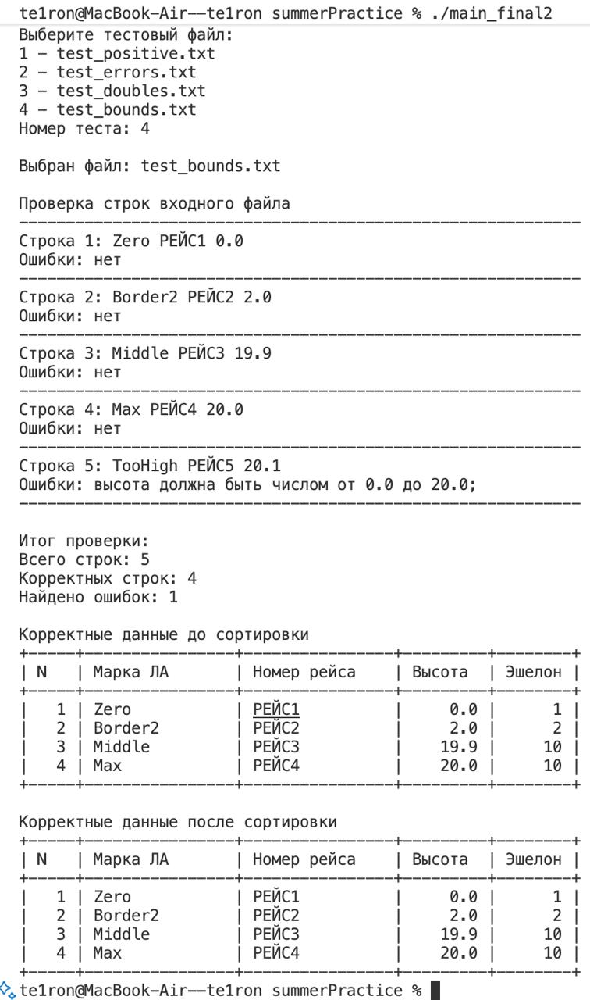 te1ron@MacBook-Air--te1ron summerPractice % ./main_final2
Выберите тестовый файл:
1 – test_positive.txt
2 – test_errors.txt
3 – test_doubles.txt
4 – test_bounds.txt
Номер теста: 4
Выбран файл: test_bounds.txt
Проверка строк входного файла
------------------------------------------------------------
Строка 1: Zero РЕЙС1 0.0
Ошибки: нет
------------------------------------------------------------
Строка 2: Border2 РЕЙС2 2.0
Ошибки: нет
------------------------------------------------------------
Строка 3: Middle РЕЙС3 19.9
Ошибки: нет
------------------------------------------------------------
Строка 4: Max РЕЙС4 20.0
Ошибки: нет
------------------------------------------------------------
Строка 5: TooHigh РЕЙС5 20.1
Ошибки: высота должна быть числом от 0.0 до 20.0;
------------------------------------------------------------
Итог проверки:
Всего строк: 5
Корректных строк: 4
Найдено ошибок: 1
Корректные данные до сортировки
+-----+----------------+----------------+---------+--------+
| N   | Марка ЛА       | Номер рейса    | Высота  | Эшелон |
+-----+----------------+----------------+---------+--------+
|   1 | Zero           | РЕЙС1          |     0.0 |      1 |
|   2 | Border2        | РЕЙС2          |     2.0 |      2 |
|   3 | Middle         | РЕЙС3          |    19.9 |     10 |
|   4 | Max            | РЕЙС4          |    20.0 |     10 |
+-----+----------------+----------------+---------+--------+
Корректные данные после сортировки
+-----+----------------+----------------+---------+--------+
| N   | Марка ЛА       | Номер рейса    | Высота  | Эшелон |
+-----+----------------+----------------+---------+--------+
|   1 | Zero           | РЕЙС1          |     0.0 |      1 |
|   2 | Border2        | РЕЙС2          |     2.0 |      2 |
|   3 | Middle         | РЕЙС3          |    19.9 |     10 |
|   4 | Max            | РЕЙС4          |    20.0 |     10 |
+-----+----------------+----------------+---------+--------+
te1ron@MacBook-Air--te1ron summerPractice %